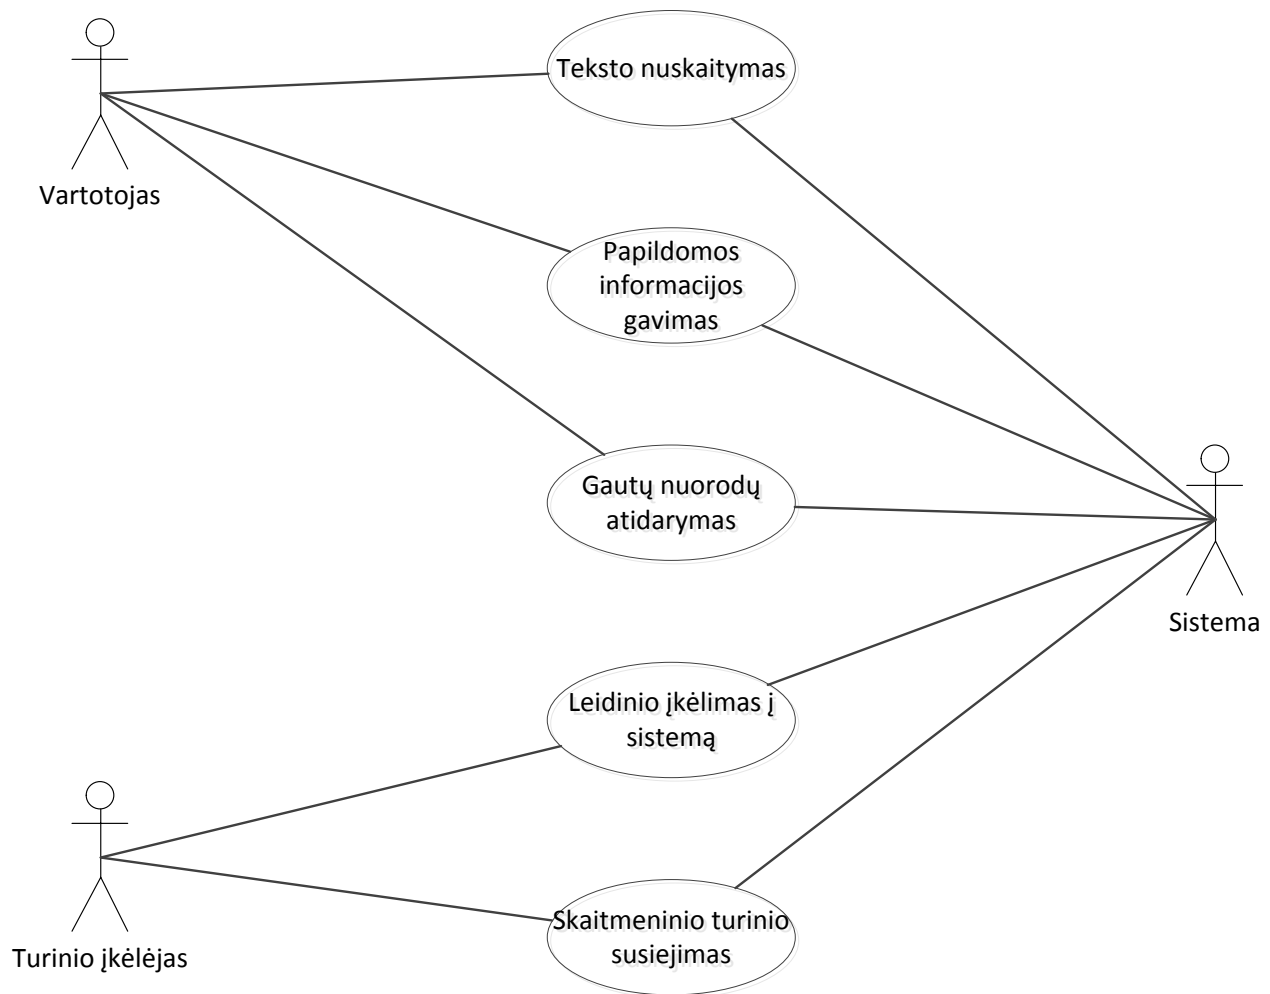 Teksto nuskaitymas
Vartotojas
Papildomos
informacijos
gavimas
Gautų nuorodų
atidarymas
Sistema
Leidinio įkėlimas į
sistemą
Turinio įkėlėjas
Skaitmeninio turinio
susiejimas